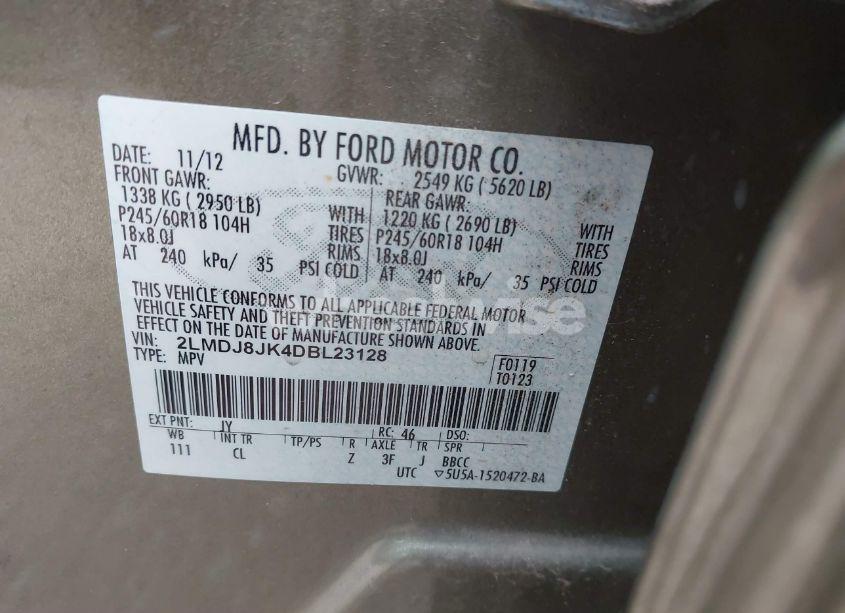 MFD. BY FORD MOTOR CO.
DATE: 11/12 GVWR: 2549 KG ( 5620 LB)
FRONT GAWR: REAR GAWR:
1338 KG ( 2950 LB) WITH 1220 KG ( 2690 LB) WITH
P245/60R18 104H TIRES P245/60R18 104H TIRES
18x8.0J RIMS 18x8.0J RIMS
AT 240 kPa/ 35 PSI COLD AT 240 kPa/ 35 PSI COLD
THIS VEHICLE CONFORMS TO ALL APPLICABLE FEDERAL MOTOR
VEHICLE SAFETY AND THEFT PREVENTION STANDARDS IN
EFFECT ON THE DATE OF MANUFACTURE SHOWN ABOVE.
VIN: 2LMDJ8JK4DBL23128
TYPE: MPV
F0119
T0123
EXT PNT: JY RC: 46 DSO:
WB INT TR TP/PS R AXLE TR SPR
111 CL Z 3F J BBCC
UTC ▽5U5A-1520472-BA